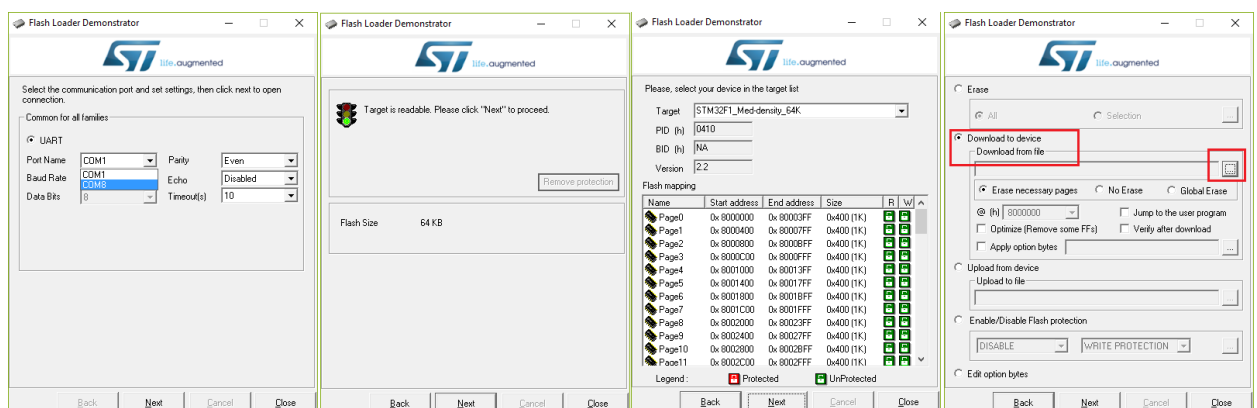 Flash Loader Demonstrator
life.augmented
Select the communication port and set settings, then click next to open
connection.
Common for all families
UART
Port Name COM1 Parity Even
COM1
Baud Rate COM8 Echo Disabled
Data Bits 8 Timeout(s) 10
Back Next Cancel Close
Flash Loader Demonstrator
life.augmented
Target is readable. Please click "Next" to proceed.
Remove protection
Flash Size 64 KB
Back Next Cancel Close
Flash Loader Demonstrator
life.augmented
Please, select your device in the target list
Target STM32F1_Med-density_64K
PID (h) 0410
BID (h) NA
Version 2.2
Flash mapping
Name Start address End address Size R W
Page0 0x 8000000 0x 80003FF 0x400 (1K)
Page1 0x 8000400 0x 80007FF 0x400 (1K)
Page2 0x 8000800 0x 8000BFF 0x400 (1K)
Page3 0x 8000C00 0x 8000FFF 0x400 (1K)
Page4 0x 8001000 0x 80013FF 0x400 (1K)
Page5 0x 8001400 0x 80017FF 0x400 (1K)
Page6 0x 8001800 0x 8001BFF 0x400 (1K)
Page7 0x 8001C00 0x 8001FFF 0x400 (1K)
Page8 0x 8002000 0x 80023FF 0x400 (1K)
Page9 0x 8002400 0x 80027FF 0x400 (1K)
Page10 0x 8002800 0x 8002BFF 0x400 (1K)
Page11 0x 8002C00 0x 8002FFF 0x400 (1K)
Legend : Protected UnProtected
Back Next Cancel Close
Flash Loader Demonstrator
life.augmented
Erase
All Selection ...
Download to device
Download from file
...
Erase necessary pages No Erase Global Erase
@ (h) 8000000 Jump to the user program
Optimize (Remove some FFs) Verify after download
Apply option bytes ...
Upload from device
Upload to file
...
Enable/Disable Flash protection
DISABLE WRITE PROTECTION ...
Edit option bytes
Back Next Cancel Close